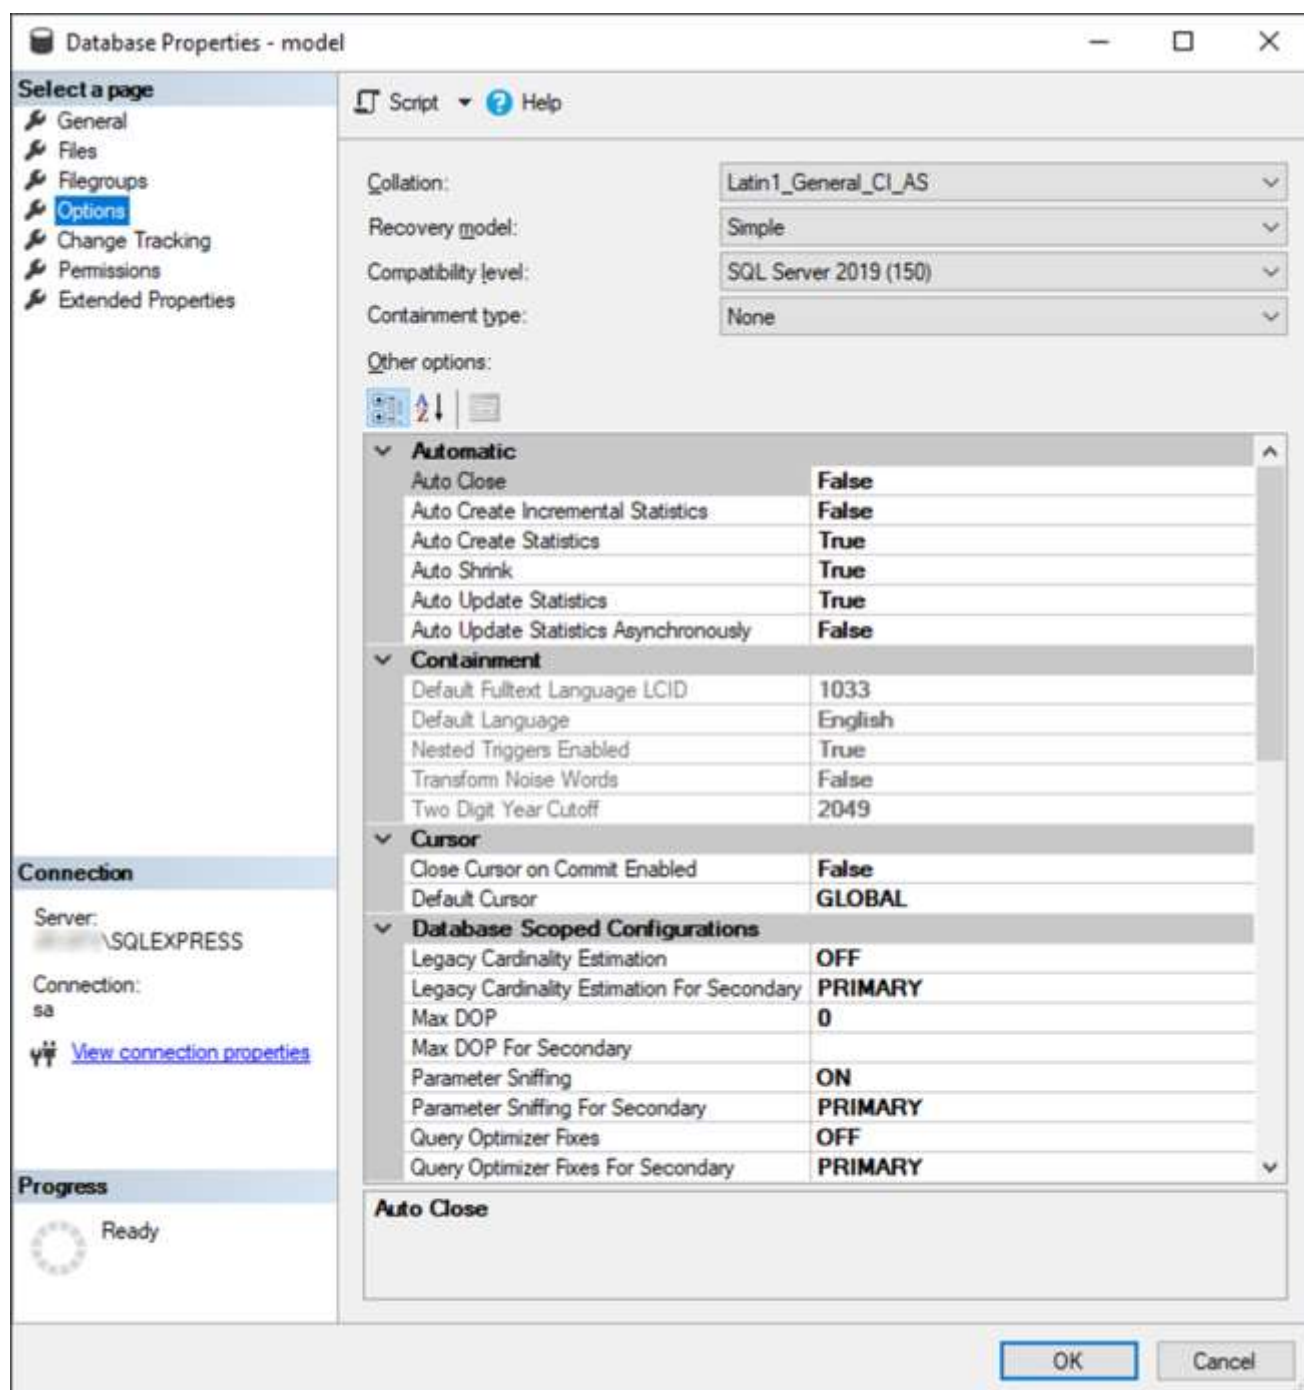 Database Properties - model
Select a page
General
Files
Filegroups
Options
Change Tracking
Permissions
Extended Properties
Script
Help
Collation: Latin1_General_CI_AS
Recovery model: Simple
Compatibility level: SQL Server 2019 (150)
Containment type: None
Other options:
Automatic
Auto Close False
Auto Create Incremental Statistics False
Auto Create Statistics True
Auto Shrink True
Auto Update Statistics True
Auto Update Statistics Asynchronously False
Containment
Default Fulltext Language LCID 1033
Default Language English
Nested Triggers Enabled True
Transform Noise Words False
Two Digit Year Cutoff 2049
Cursor
Close Cursor on Commit Enabled False
Default Cursor GLOBAL
Database Scoped Configurations
Legacy Cardinality Estimation OFF
Legacy Cardinality Estimation For Secondary PRIMARY
Max DOP 0
Max DOP For Secondary
Parameter Sniffing ON
Parameter Sniffing For Secondary PRIMARY
Query Optimizer Fixes OFF
Query Optimizer Fixes For Secondary PRIMARY
Auto Close
Connection
Server:
\SQLEXPRESS
Connection:
sa
View connection properties
Progress
Ready
OK
Cancel